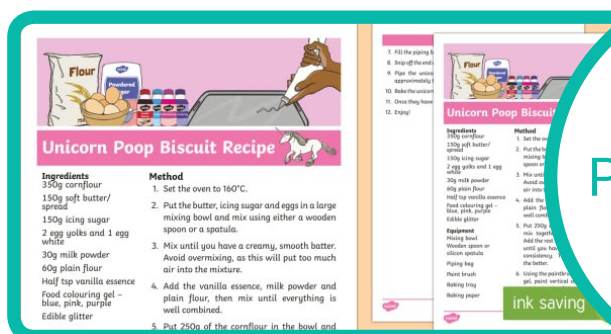 Flour
Powdered
Unicorn Poop Biscuit Recipe
Ingredients
350g cornflour
150g soft butter/
spread
150g icing sugar
2 egg yolks and 1 egg
white
30g milk powder
60g plain flour
Half tsp vanilla essence
Food colouring gel –
blue, pink, purple
Edible glitter
Method
1. Set the oven to 160°C.
2. Put the butter, icing sugar and eggs in a large
mixing bowl and mix using either a wooden
spoon or a spatula.
3. Mix until you have a creamy, smooth batter.
Avoid overmixing, as this will put too much
air into the mixture.
4. Add the vanilla essence, milk powder and
plain flour, then mix until everything is
well combined.
5. Put 250g of the cornflour in the bowl and
7. Fill the piping b
8. Snip off the end
9. Pipe the unico
approximately
10. Bake the unicorn
11. Once they have
12. Enjoy!
Flour
Unicorn Poop Biscuit
Ingredients
350g cornflour
150g soft butter/
spread
150g icing sugar
2 egg yolks and 1 egg
white
30g milk powder
60g plain flour
Half tsp vanilla essence
Food colouring gel –
blue, pink, purple
Edible glitter
Equipment
Mixing bowl
Wooden spoon or
silicon spatula
Piping bag
Paint brush
Baking tray
Baking paper
Method
1. Set the ov
2. Put the b
mixing b
spoon or
3. Mix until
Avoid ov
air into t
4. Add the
plain flo
well com
5. Put 250g
mix togeth
Add the rest
until you hav
consistency. T
the better.
6. Using the paintbr
gel, paint vertical s
P
ink saving